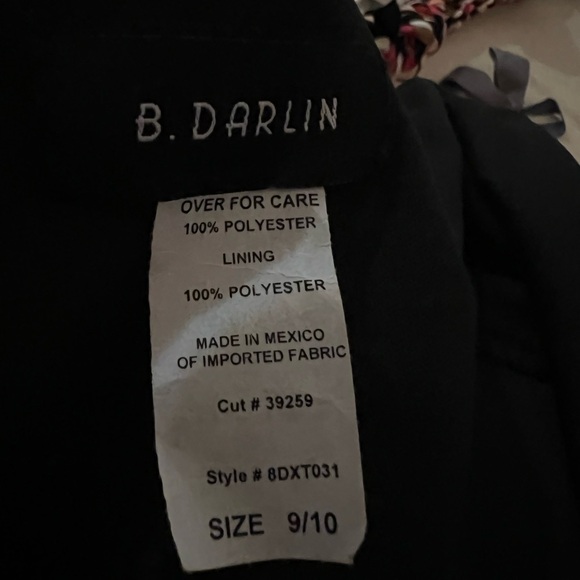 B. DARLIN
OVER FOR CARE
100% POLYESTER
LINING
100% POLYESTER
MADE IN MEXICO
OF IMPORTED FABRIC
Cut # 39259
Style # 8DXT031
SIZE 9/10